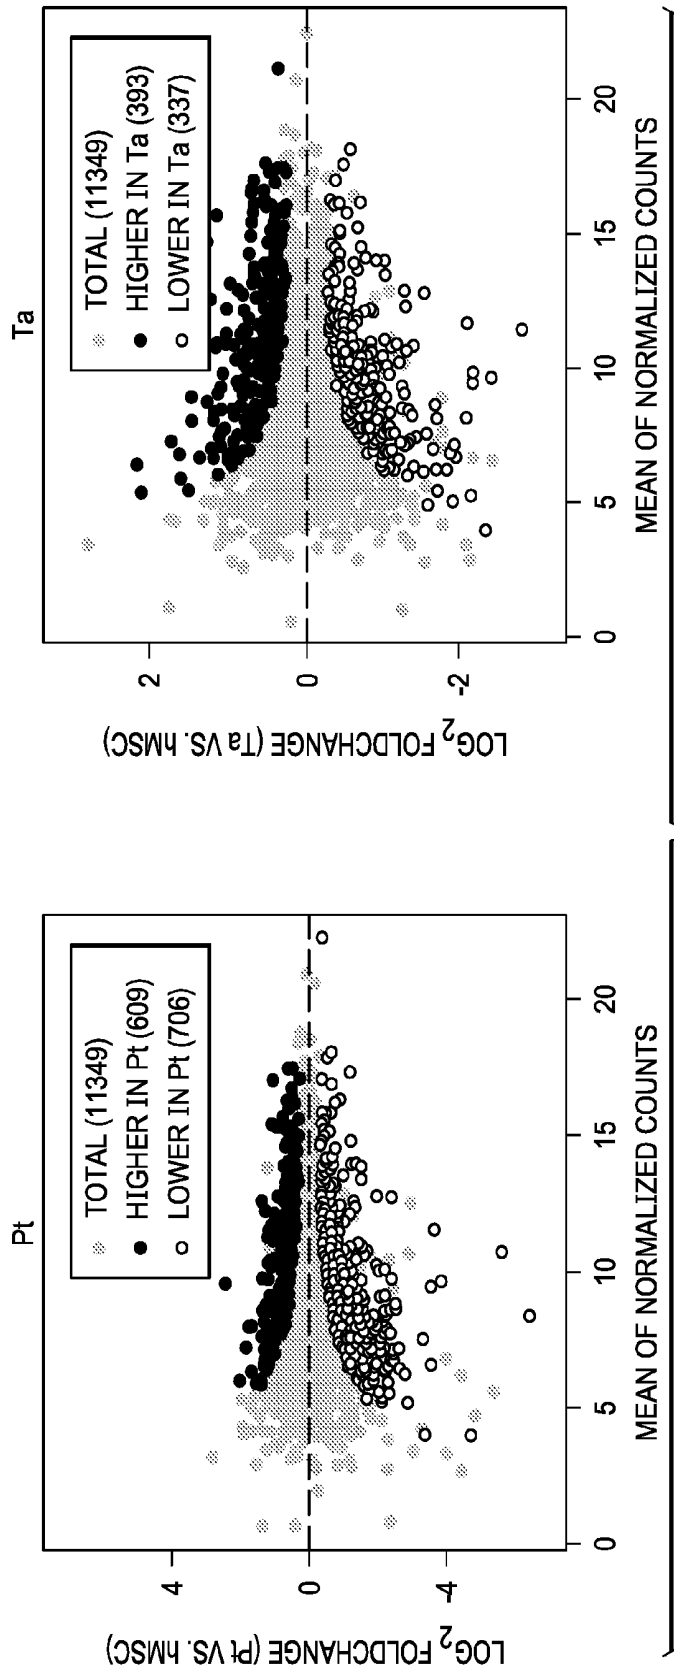 Pt
LOG2 FOLDCHANGE (Pt VS. hMSC)
4
0
-4
TOTAL (11349)
HIGHER IN Pt (609)
LOWER IN Pt (706)
0
5
10
15
20
MEAN OF NORMALIZED COUNTS
Ta
LOG2 FOLDCHANGE (Ta VS. hMSC)
2
0
-2
TOTAL (11349)
HIGHER IN Ta (393)
LOWER IN Ta (337)
0
5
10
15
20
MEAN OF NORMALIZED COUNTS